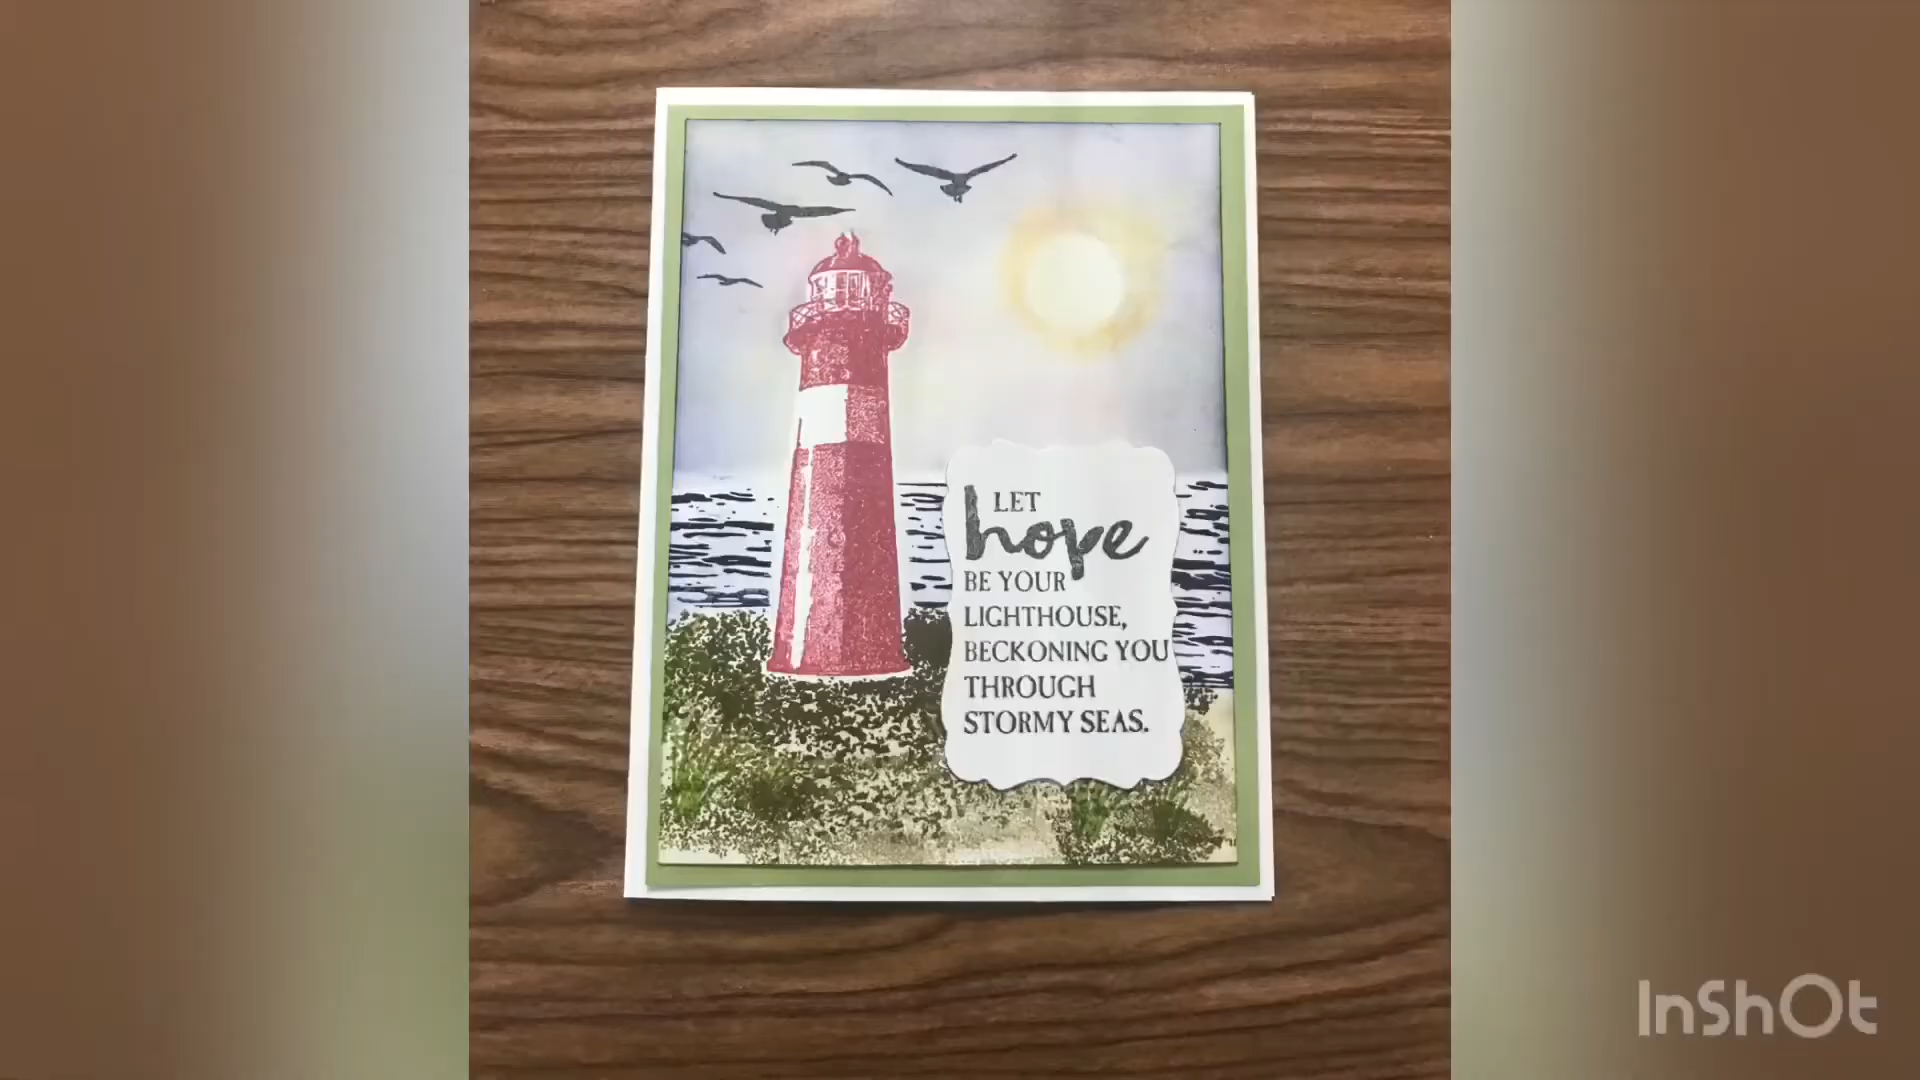 LET
hope
BE YOUR
LIGHTHOUSE,
BECKONING YOU
THROUGH
STORMY SEAS.
InShOt